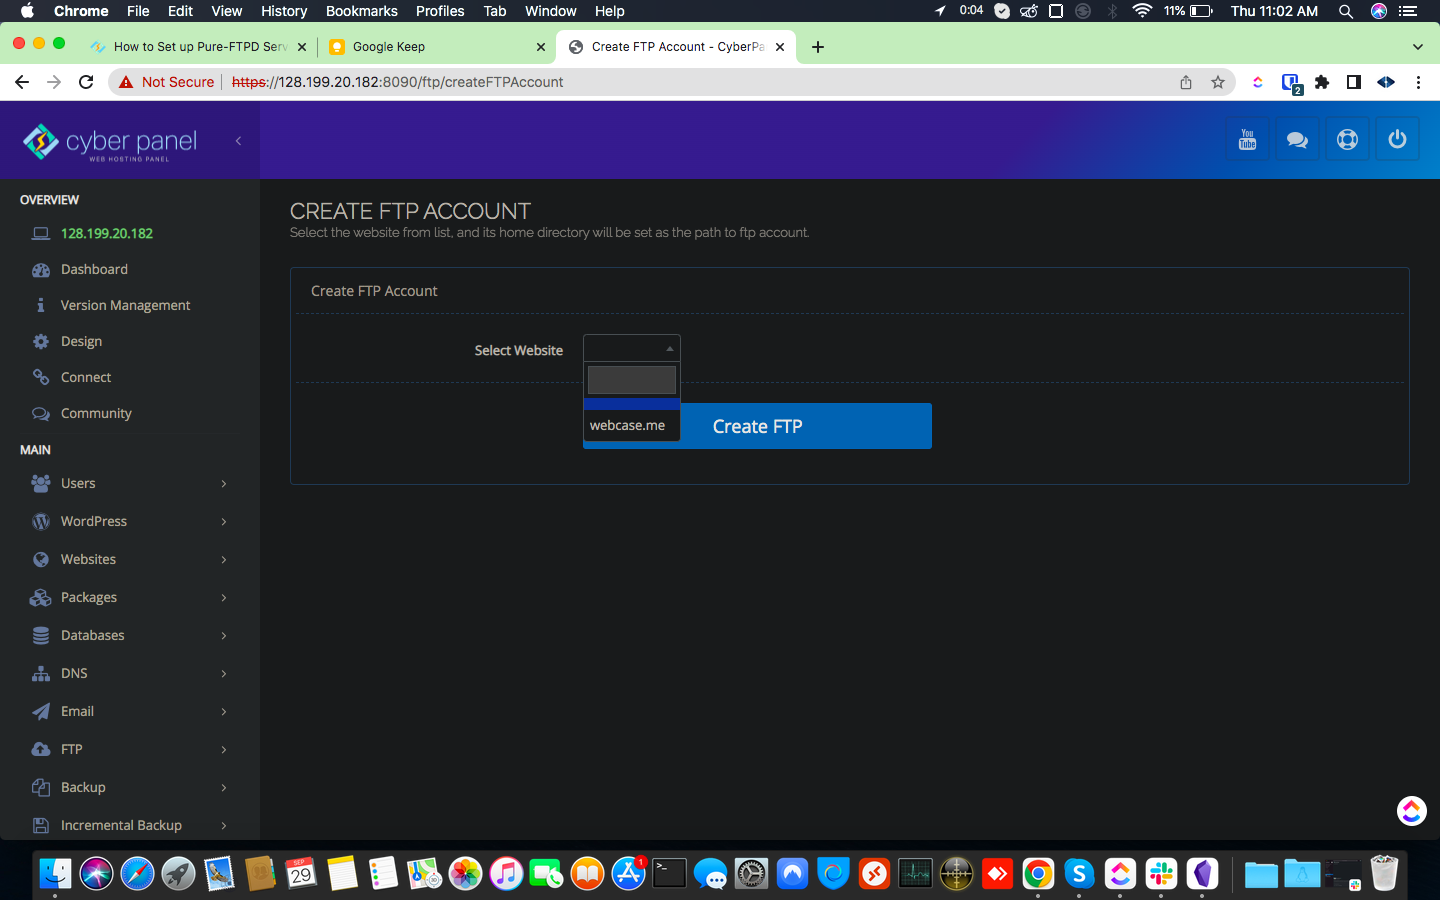 Chrome File Edit View History Bookmarks Profiles Tab Window Help 0:04 11% Thu 11:02 AM
How to Set up Pure-FTPD Serv Google Keep Create FTP Account - CyberPa
Not Secure https://128.199.20.182:8090/ftp/createFTPAccount 2
cyber panel
WEB HOSTING PANEL
You
Tube
OVERVIEW
128.199.20.182
Dashboard
Version Management
Design
Connect
Community
MAIN
Users
WordPress
Websites
Packages
Databases
DNS
Email
FTP
Backup
Incremental Backup
CREATE FTP ACCOUNT
Select the website from list, and its home directory will be set as the path to ftp account.
Create FTP Account
Select Website
webcase.me
Create FTP
SEP
29
1